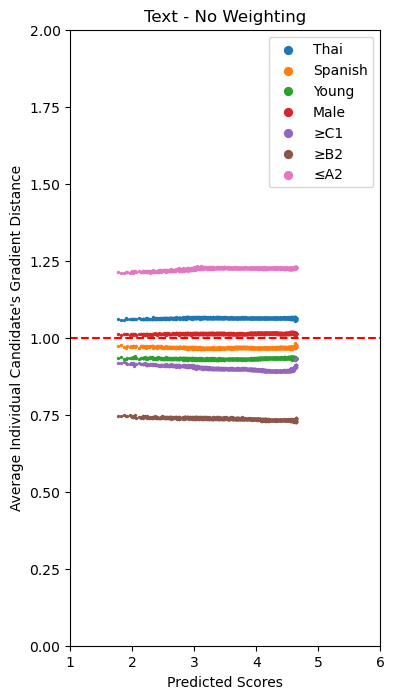 Text - No Weighting
Thai
Spanish
Young
Male
≥C1
≥B2
≤A2
Average Individual Candidate's Gradient Distance
2.00
1.75
1.50
1.25
1.00
0.75
0.50
0.25
0.00
1 2 3 4 5 6
Predicted Scores